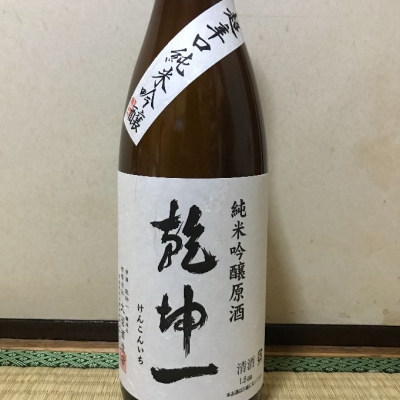 超辛口純米吟醸
純米吟醸原酒
乾坤一
けんこんいち
清酒